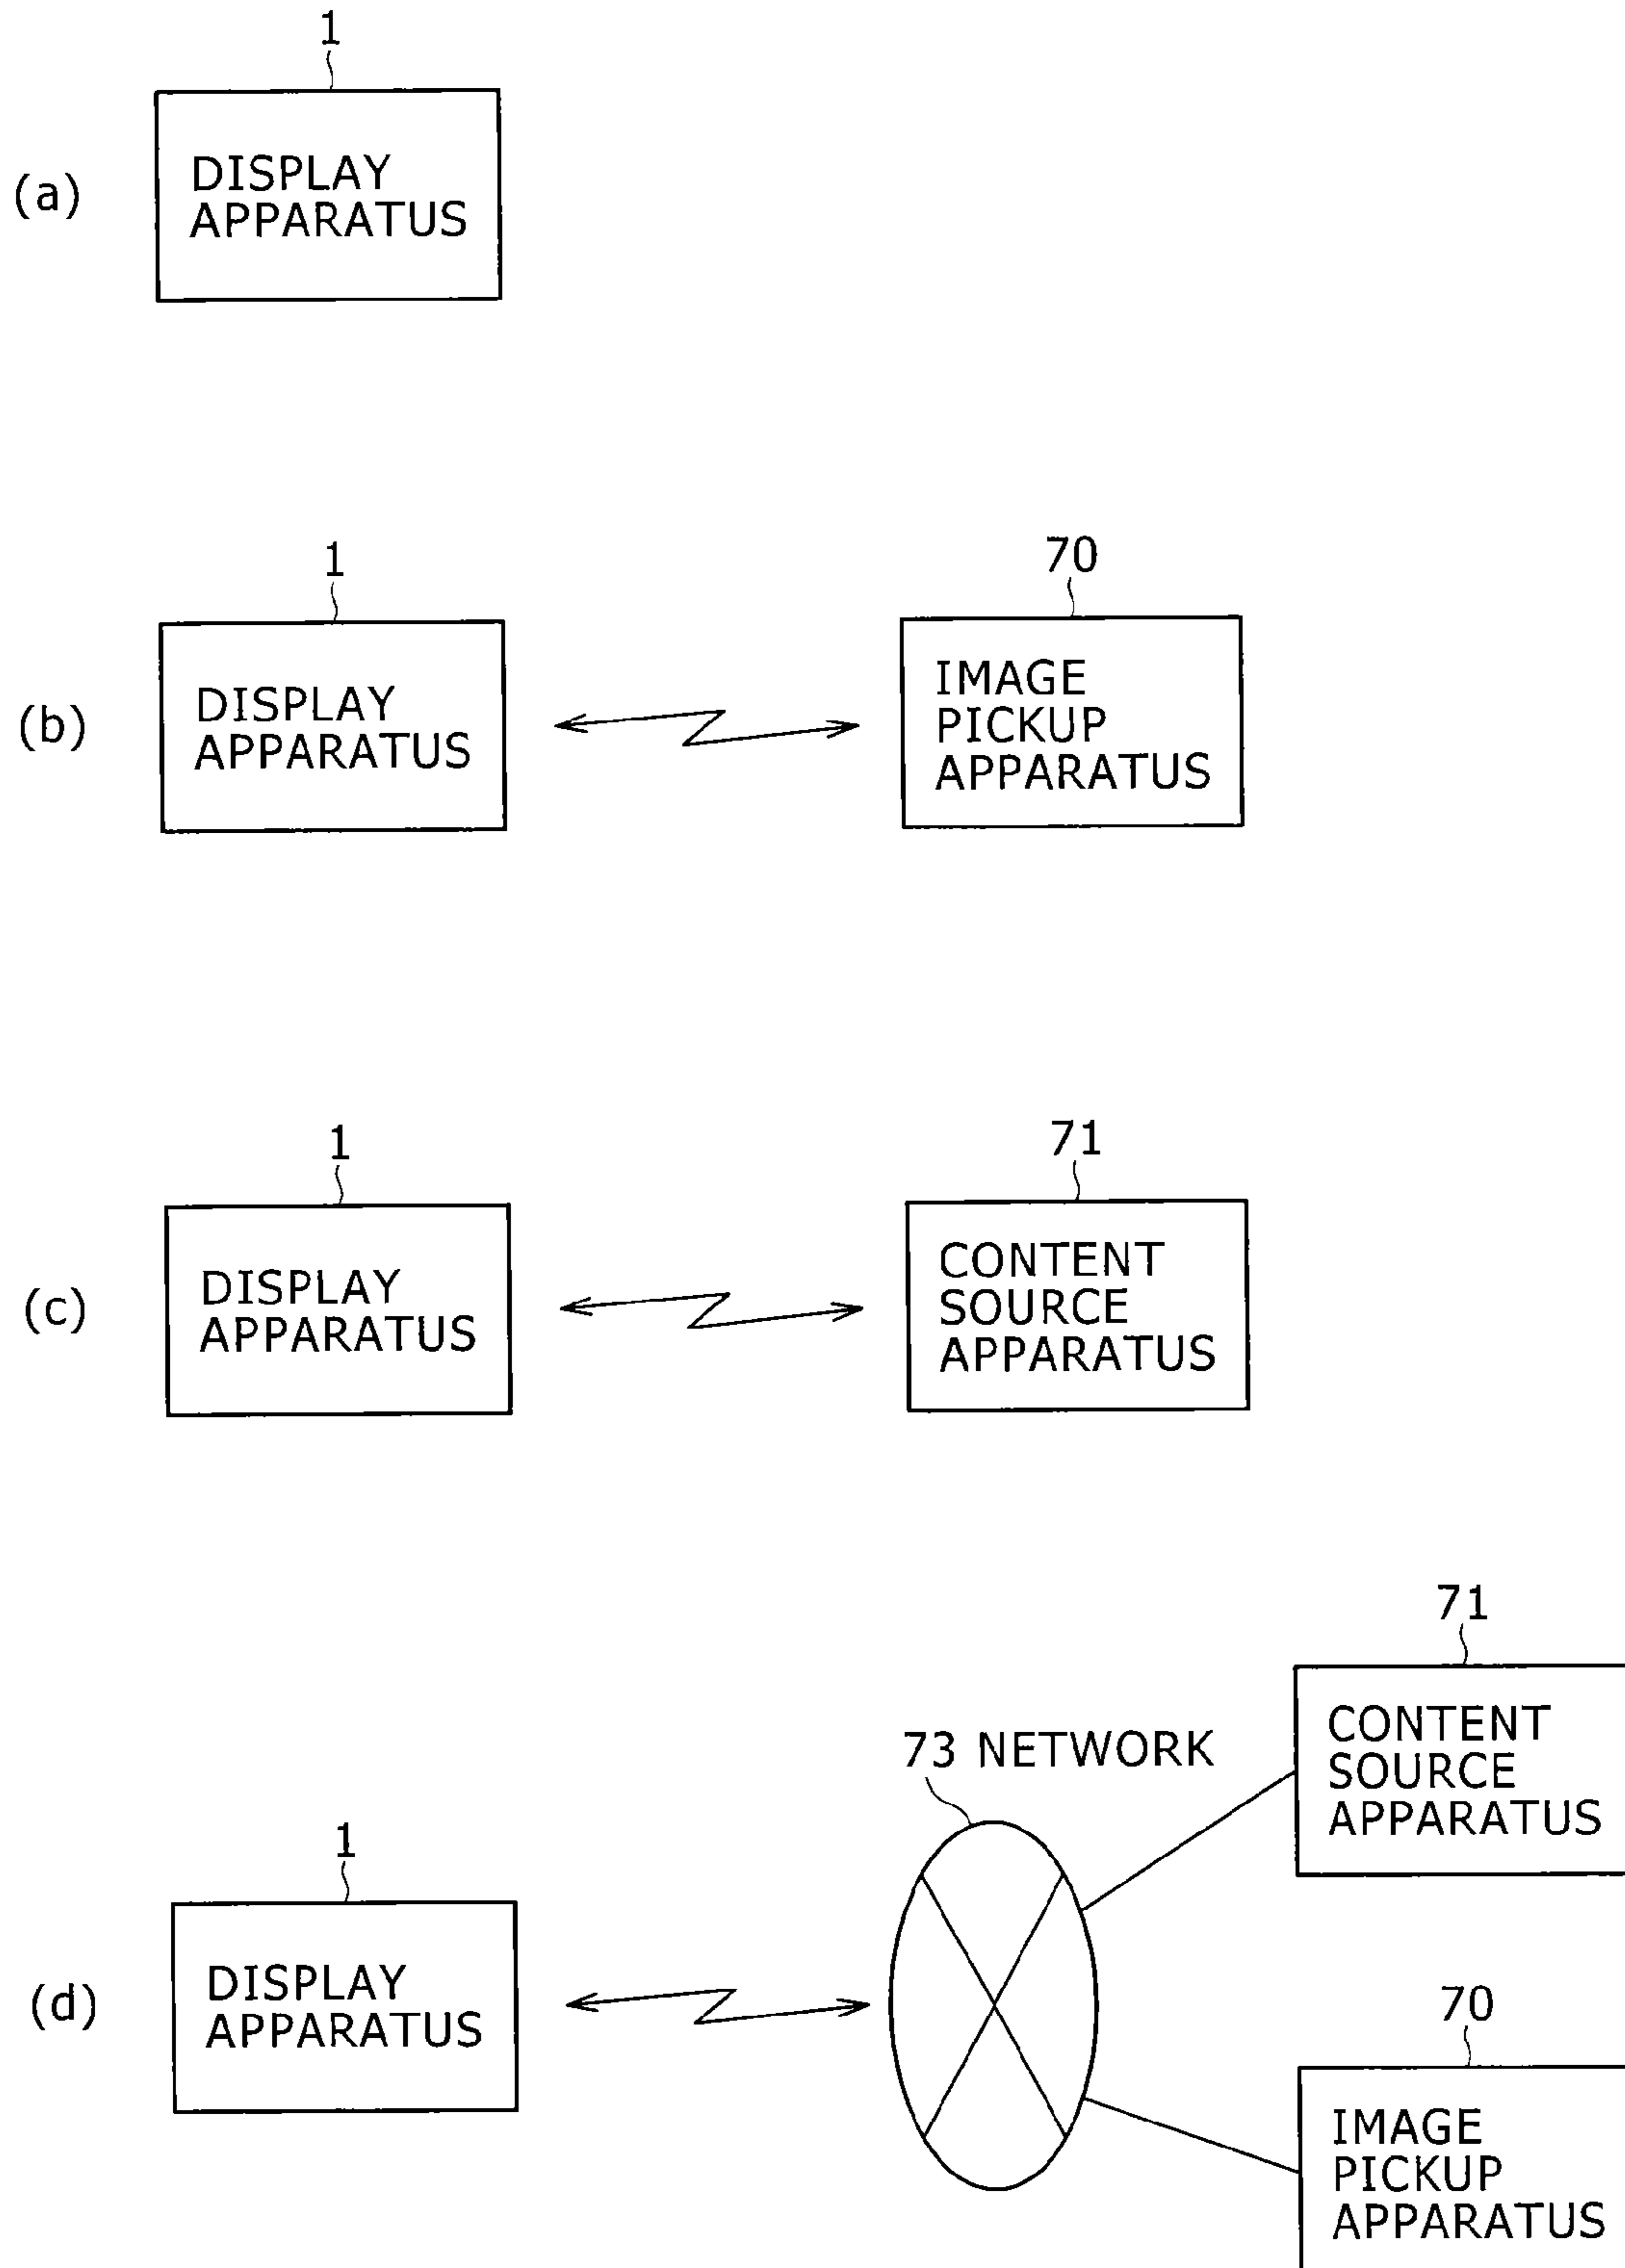 1
(a)
DISPLAY
APPARATUS
1
70
(b)
DISPLAY
APPARATUS
IMAGE
PICKUP
APPARATUS
1
71
(c)
DISPLAY
APPARATUS
CONTENT
SOURCE
APPARATUS
71
CONTENT
SOURCE
APPARATUS
73 NETWORK
1
(d)
DISPLAY
APPARATUS
70
IMAGE
PICKUP
APPARATUS